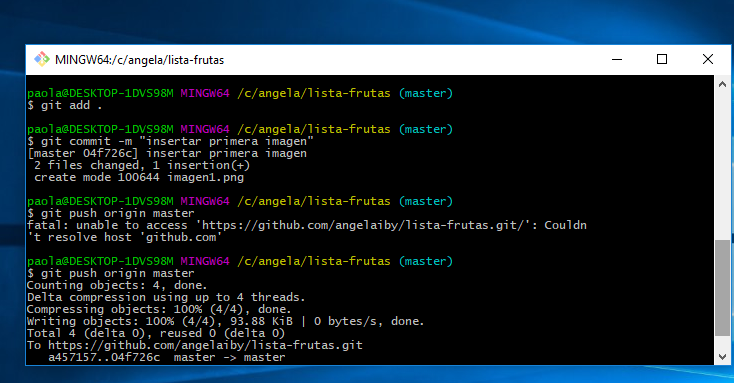 MINGW64:/c/angela/lista-frutas
paola@DESKTOP-1DVS98M MINGW64 /c/angela/lista-frutas (master)
$ git add .
paola@DESKTOP-1DVS98M MINGW64 /c/angela/lista-frutas (master)
$ git commit -m "insertar primera imagen"
[master 04f726c] insertar primera imagen
2 files changed, 1 insertion(+)
create mode 100644 imagen1.png
paola@DESKTOP-1DVS98M MINGW64 /c/angela/lista-frutas (master)
$ git push origin master
fatal: unable to access 'https://github.com/angelaiby/lista-frutas.git/': Couldn
't resolve host 'github.com'
paola@DESKTOP-1DVS98M MINGW64 /c/angela/lista-frutas (master)
$ git push origin master
Counting objects: 4, done.
Delta compression using up to 4 threads.
Compressing objects: 100% (4/4), done.
Writing objects: 100% (4/4), 93.88 KiB | 0 bytes/s, done.
Total 4 (delta 0), reused 0 (delta 0)
To https://github.com/angelaiby/lista-frutas.git
a457157..04f726c  master -> master